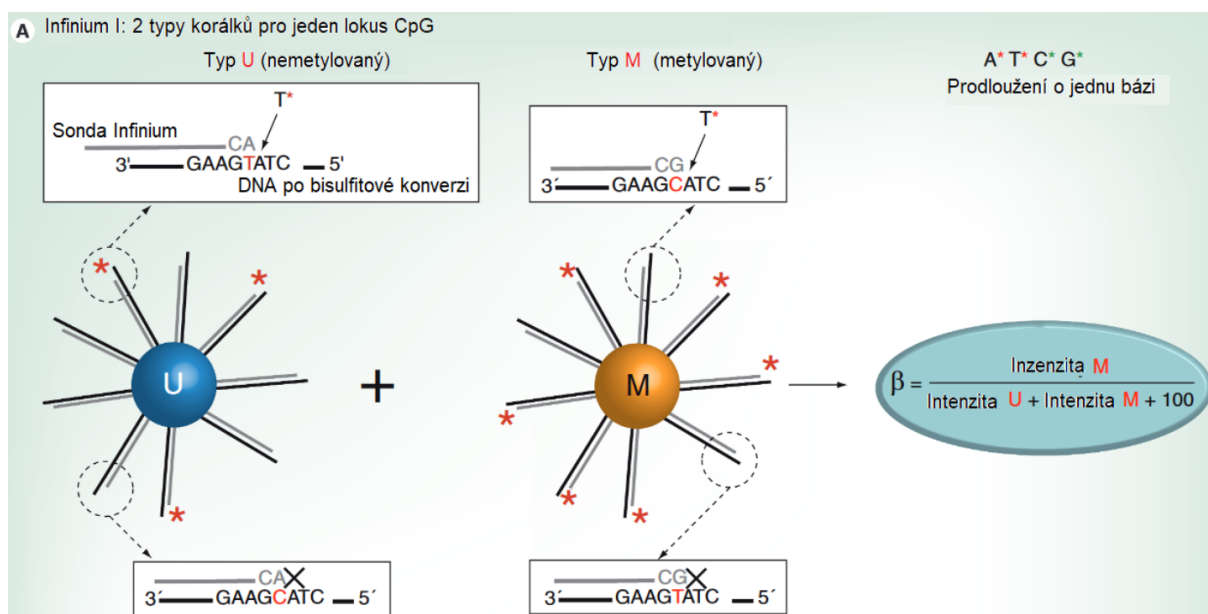 A Infinium I: 2 typy korálků pro jeden lokus CpG
Typ U (nemetylovaný)
Typ M (metylovaný)
A* T* C* G*
Prodloužení o jednu bázi
T*
Sonda Infinium
CA
3' GAAGTATC 5'
DNA po bisulfitové konverzi
T*
CG
3´ GAAGCATC 5´
U
+
M
β = Inzenzita M
Intenzita U + Intenzita M + 100
CA
3´ GAAGCATC 5´
CG
3´ GAAGTATC 5´